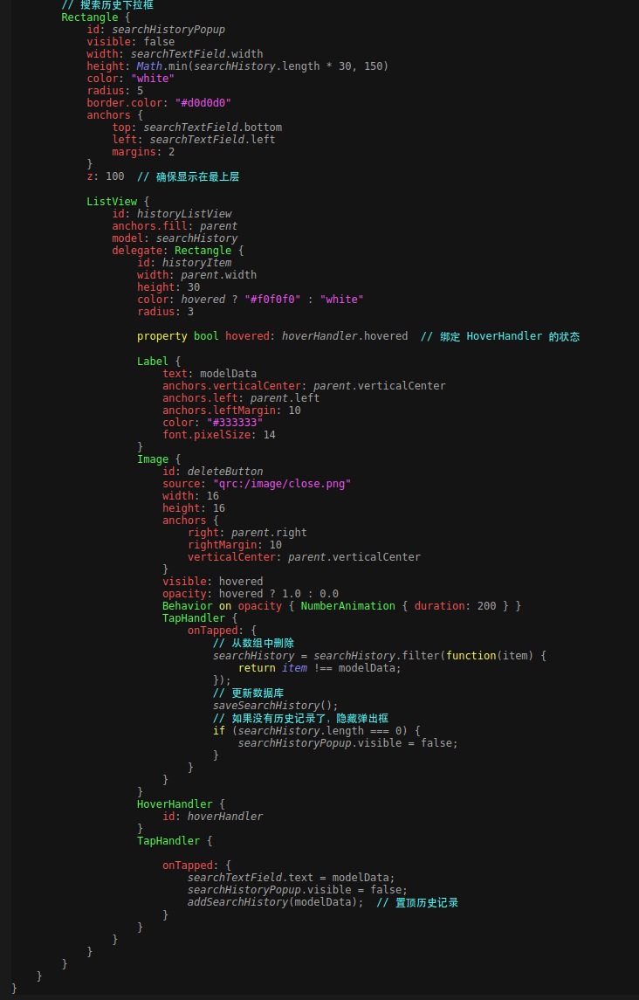 // 搜索历史下拉框
        Rectangle {
            id: searchHistoryPopup
            visible: false
            width: searchTextField.width
            height: Math.min(searchHistory.length * 30, 150)
            color: "white"
            radius: 5
            border.color: "#d0d0d0"
            anchors {
                top: searchTextField.bottom
                left: searchTextField.left
                margins: 2
            }
            z: 100  // 确保显示在最上层

            ListView {
                id: historyListView
                anchors.fill: parent
                model: searchHistory
                delegate: Rectangle {
                    id: historyItem
                    width: parent.width
                    height: 30
                    color: hovered ? "#f0f0f0" : "white"
                    radius: 3

                    property bool hovered: hoverHandler.hovered  // 绑定 HoverHandler 的状态

                    Label {
                        text: modelData
                        anchors.verticalCenter: parent.verticalCenter
                        anchors.left: parent.left
                        anchors.leftMargin: 10
                        color: "#333333"
                        font.pixelSize: 14
                    }
                    Image {
                        id: deleteButton
                        source: "qrc:/image/close.png"
                        width: 16
                        height: 16
                        anchors {
                            right: parent.right
                            rightMargin: 10
                            verticalCenter: parent.verticalCenter
                        }
                        visible: hovered
                        opacity: hovered ? 1.0 : 0.0
                        Behavior on opacity { NumberAnimation { duration: 200 } }
                        TapHandler {
                            onTapped: {
                                // 从数组中删除
                                searchHistory = searchHistory.filter(function(item) {
                                    return item !== modelData;
                                });
                                // 更新数据库
                                saveSearchHistory();
                                // 如果没有历史记录了，隐藏弹出框
                                if (searchHistory.length === 0) {
                                    searchHistoryPopup.visible = false;
                                }
                            }
                        }
                    }
                    HoverHandler {
                        id: hoverHandler
                    }
                    TapHandler {

                        onTapped: {
                            searchTextField.text = modelData;
                            searchHistoryPopup.visible = false;
                            addSearchHistory(modelData);  // 置顶历史记录
                        }
                    }
                }
            }
        }
    }
}